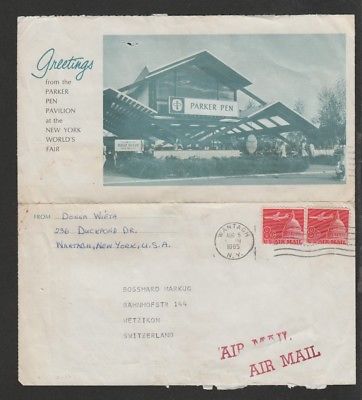 Greetings
from the
PARKER
PEN
PAVILION
at the
NEW YORK
WORLD'S
FAIR
PARKER PEN
FROM Donna
236 Duckpond Dr.
Wantagh, New York, U.S.A.
WANTAGH
AUG
1965
N.Y.
U.S. AIR MAIL
U.S. AIR MAIL
BOSSHARD MARKUS
BAHNHOFSTR 144
WETZIKON
SWITZERLAND
AIR MAIL
AIR MAIL